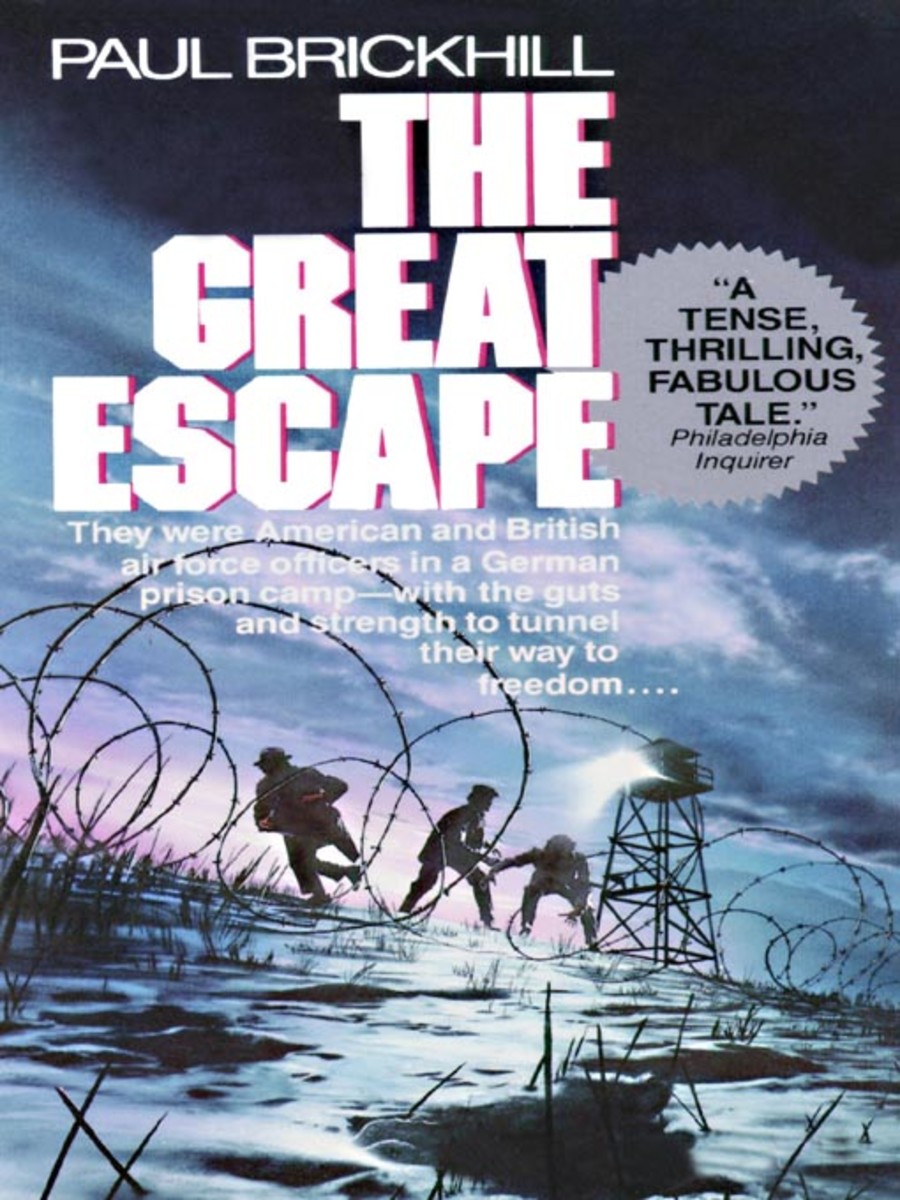 PAUL BRICKHILL
THE
GREAT
ESCAPE
“A
TENSE,
THRILLING,
FABULOUS
TALE.”
Philadelphia
Inquirer
They were American and British
air force officers in a German
prison camp—with the guts
and strength to tunnel
their way to
freedom....